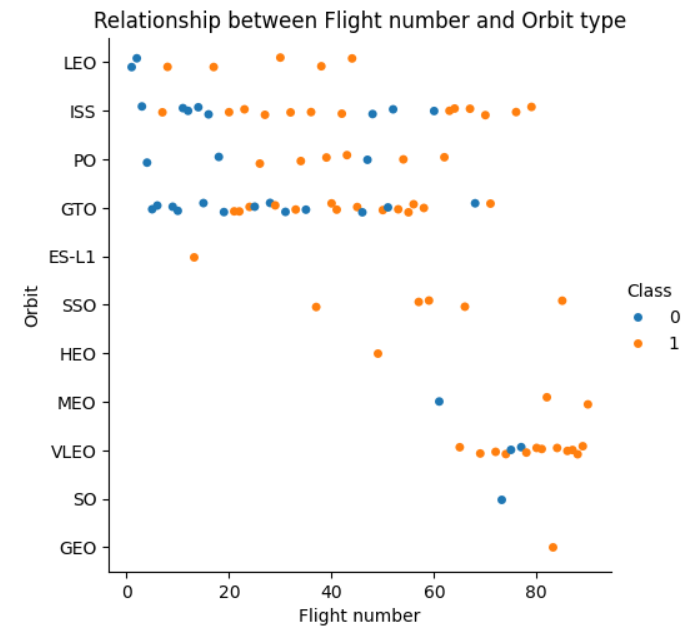 Relationship between Flight number and Orbit type
LEO
ISS
PO
GTO
ES-L1
SSO
HEO
MEO
VLEO
SO
GEO
Orbit
0 20 40 60 80
Flight number
Class
0
1